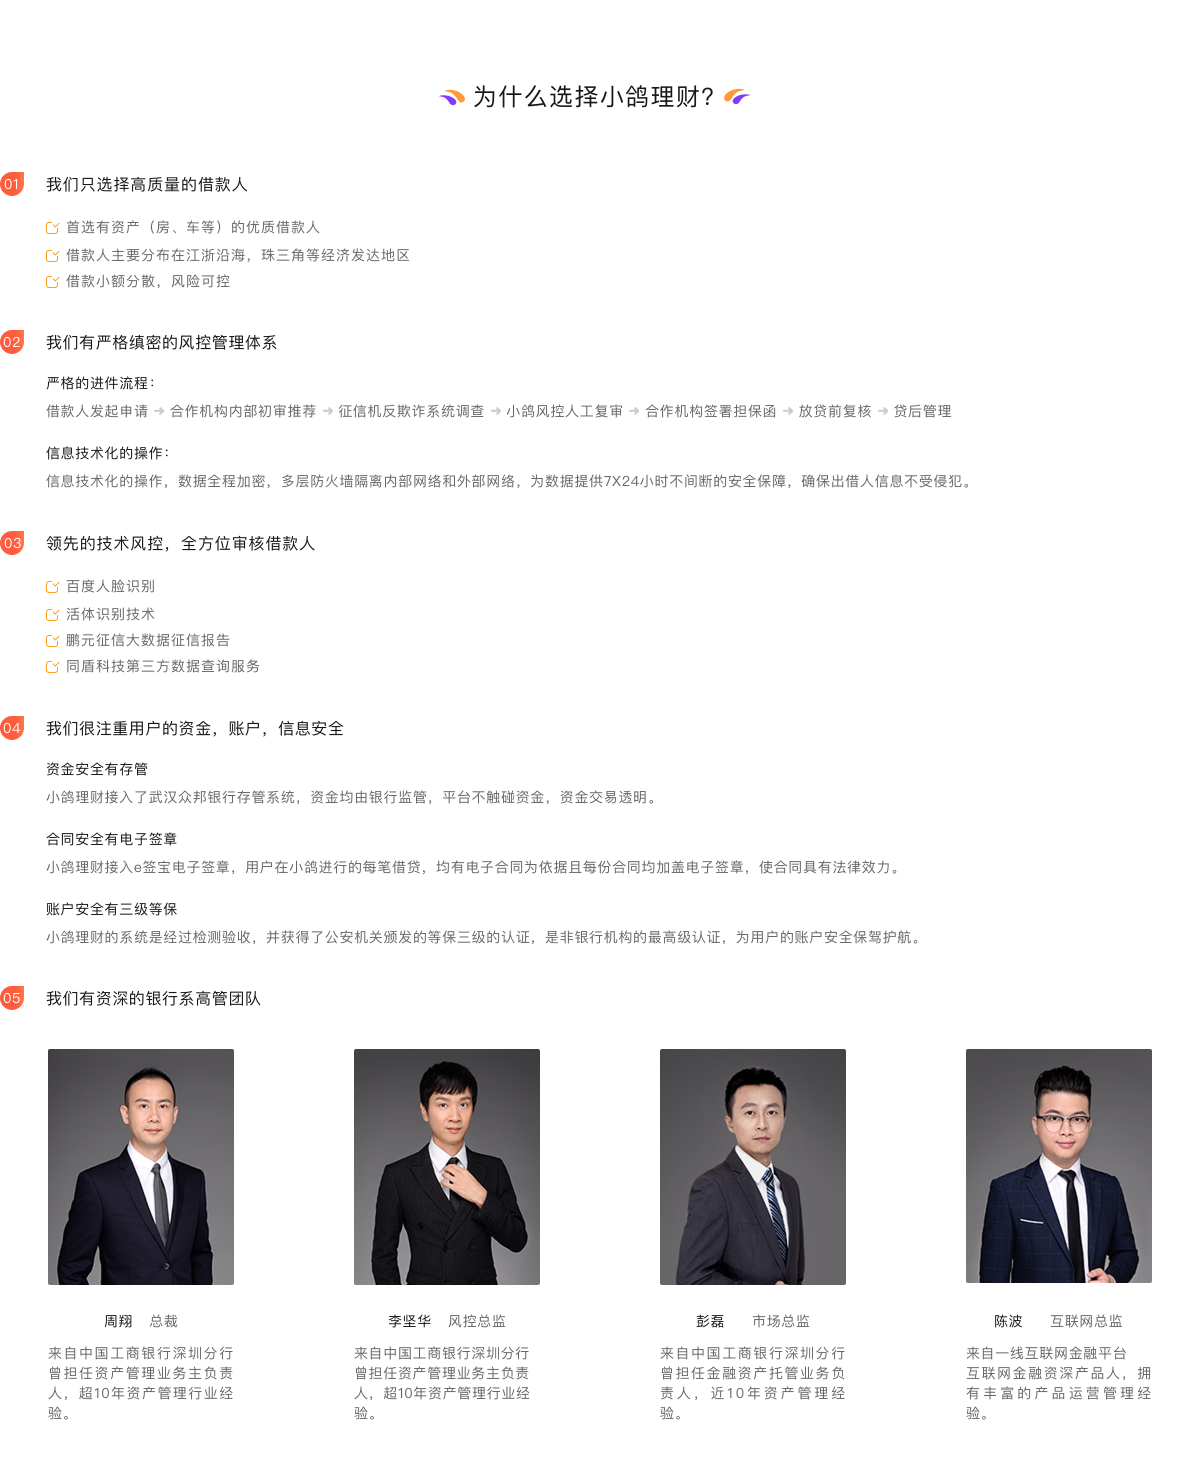 为什么选择小鸽理财?
01 我们只选择高质量的借款人
首选有资产（房、车等）的优质借款人
借款人主要分布在江浙沿海，珠三角等经济发达地区
借款小额分散，风险可控
02 我们有严格缜密的风控管理体系
严格的进件流程：
借款人发起申请 ➔ 合作机构内部初审推荐 ➔ 征信机反欺诈系统调查 ➔ 小鸽风控人工复审 ➔ 合作机构签署担保函 ➔ 放贷前复核 ➔ 贷后管理
信息技术化的操作：
信息技术化的操作，数据全程加密，多层防火墙隔离内部网络和外部网络，为数据提供7X24小时不间断的安全保障，确保出借人信息不受侵犯。
03 领先的技术风控，全方位审核借款人
百度人脸识别
活体识别技术
鹏元征信大数据征信报告
同盾科技第三方数据查询服务
04 我们很注重用户的资金，账户，信息安全
资金安全有存管
小鸽理财接入了武汉众邦银行存管系统，资金均由银行监管，平台不触碰资金，资金交易透明。
合同安全有电子签章
小鸽理财接入e签宝电子签章，用户在小鸽进行的每笔借贷，均有电子合同为依据且每份合同均加盖电子签章，使合同具有法律效力。
账户安全有三级等保
小鸽理财的系统是经过检测验收，并获得了公安机关颁发的等保三级的认证，是非银行机构的最高级认证，为用户的账户安全保驾护航。
05 我们有资深的银行系高管团队
周翔 总裁
来自中国工商银行深圳分行
曾担任资产管理业务主负责
人，超10年资产管理行业经
验。
李坚华 风控总监
来自中国工商银行深圳分行
曾担任资产管理业务主负责
人，超10年资产管理行业经
验。
彭磊 市场总监
来自中国工商银行深圳分行
曾担任金融资产托管业务负
责人，近10年资产管理经
验。
陈波 互联网总监
来自一线互联网金融平台
互联网金融资深产品人，拥
有丰富的产品运营管理经
验。